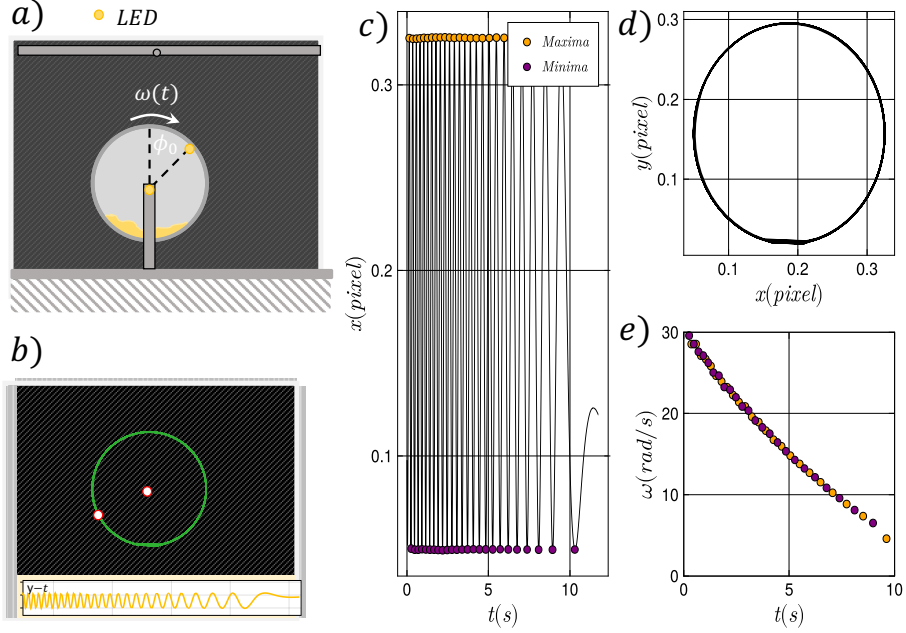 a)
LED
ω(t)
ϕ₀
b)
y−t
c)
Maxima
Minima
0.3
0.2
0.1
x(pixel)
0
5
10
t(s)
d)
0.3
0.2
0.1
y(pixel)
0.1
0.2
0.3
x(pixel)
e)
30
20
10
0
ω(rad/s)
0
5
10
t(s)